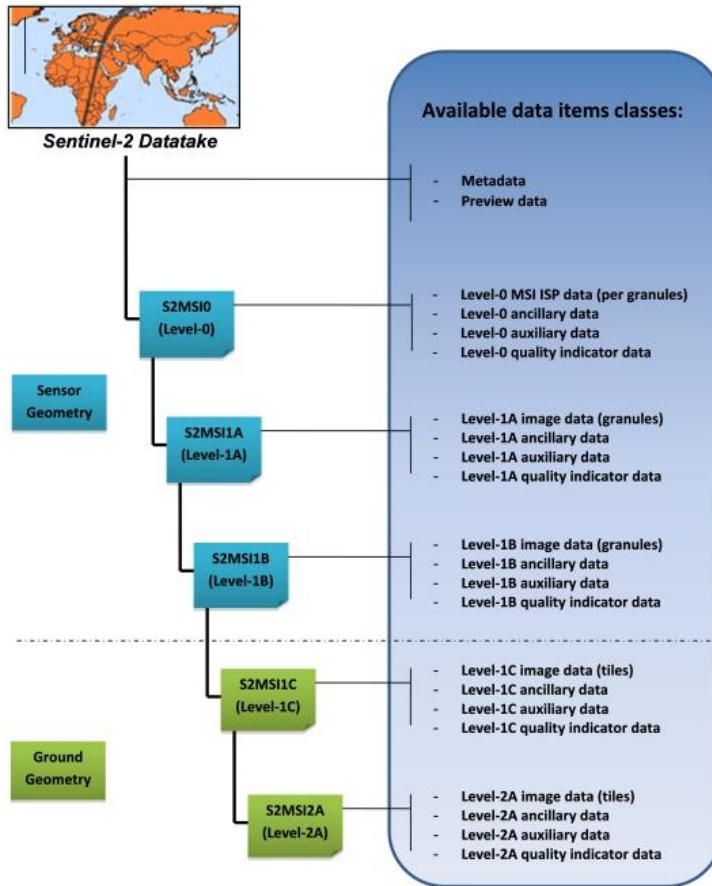 Sentinel-2 Datatake
Available data items classes:
- Metadata
- Preview data
S2MSI0
(Level-0)
- Level-0 MSI ISP data (per granules)
- Level-0 ancillary data
- Level-0 auxiliary data
- Level-0 quality indicator data
Sensor
Geometry
S2MSI1A
(Level-1A)
- Level-1A image data (granules)
- Level-1A ancillary data
- Level-1A auxiliary data
- Level-1A quality indicator data
S2MSI1B
(Level-1B)
- Level-1B image data (granules)
- Level-1B ancillary data
- Level-1B auxiliary data
- Level-1B quality indicator data
S2MSI1C
(Level-1C)
- Level-1C image data (tiles)
- Level-1C ancillary data
- Level-1C auxiliary data
- Level-1C quality indicator data
Ground
Geometry
S2MSI2A
(Level-2A)
- Level-2A image data (tiles)
- Level-2A ancillary data
- Level-2A auxiliary data
- Level-2A quality indicator data